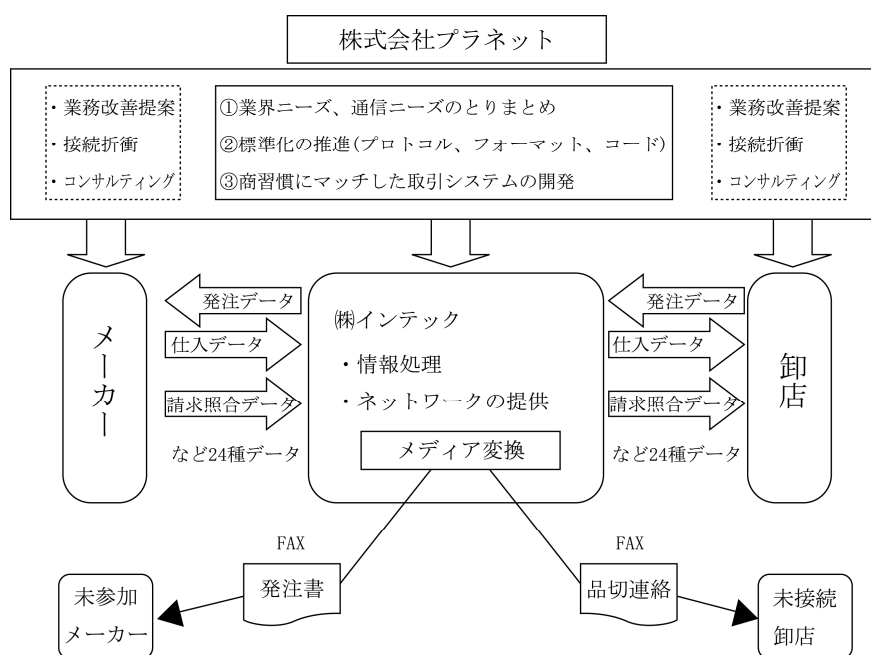 株式会社プラネット
・業務改善提案
・接続折衝
・コンサルティング
①業界ニーズ、通信ニーズのとりまとめ
②標準化の推進(プロトコル、フォーマット、コード)
③商習慣にマッチした取引システムの開発
・業務改善提案
・接続折衝
・コンサルティング
メーカー
発注データ
仕入データ
請求照合データ
など24種データ
㈱インテック
・情報処理
・ネットワークの提供
メディア変換
発注データ
仕入データ
請求照合データ
など24種データ
卸店
FAX
発注書
FAX
品切連絡
未参加
メーカー
未接続
卸店